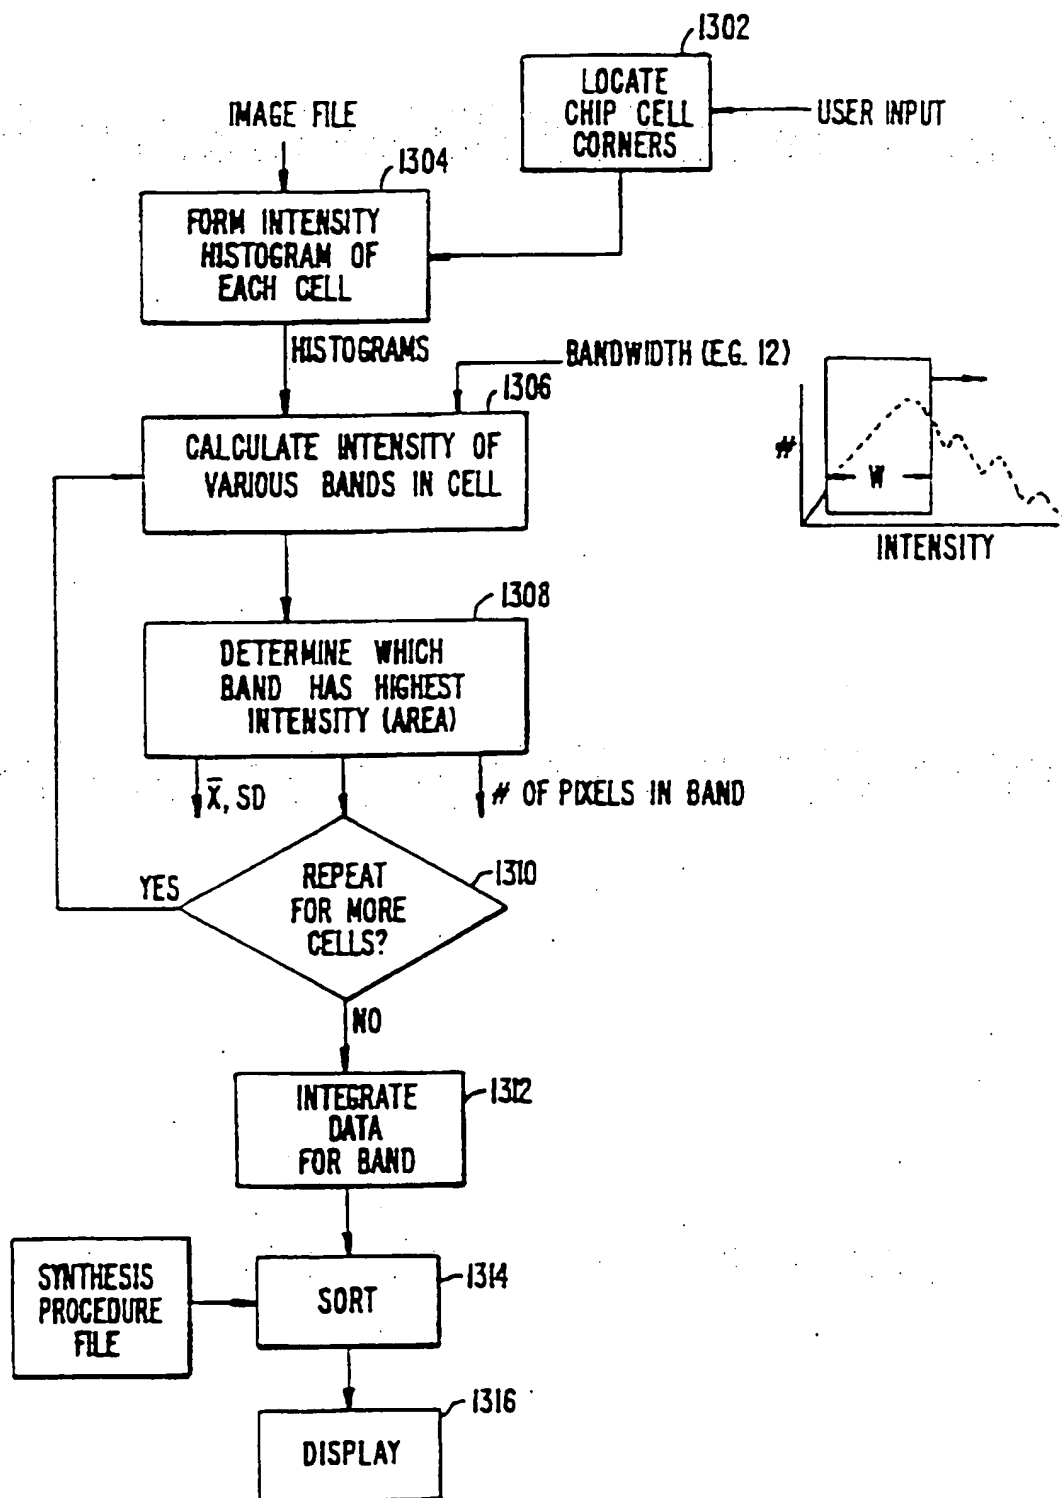 1302
LOCATE
CHIP CELL
CORNERS
USER INPUT
IMAGE FILE
1304
FORM INTENSITY
HISTOGRAM OF
EACH CELL
HISTOGRAMS
BANDWIDTH (E.G. 12)
1306
CALCULATE INTENSITY OF
VARIOUS BANDS IN CELL
#
W
INTENSITY
1308
DETERMINE WHICH
BAND HAS HIGHEST
INTENSITY (AREA)
X̅, SD
# OF PIXELS IN BAND
1310
REPEAT
FOR MORE
CELLS?
YES
NO
1312
INTEGRATE
DATA
FOR BAND
SYNTHESIS
PROCEDURE
FILE
1314
SORT
1316
DISPLAY